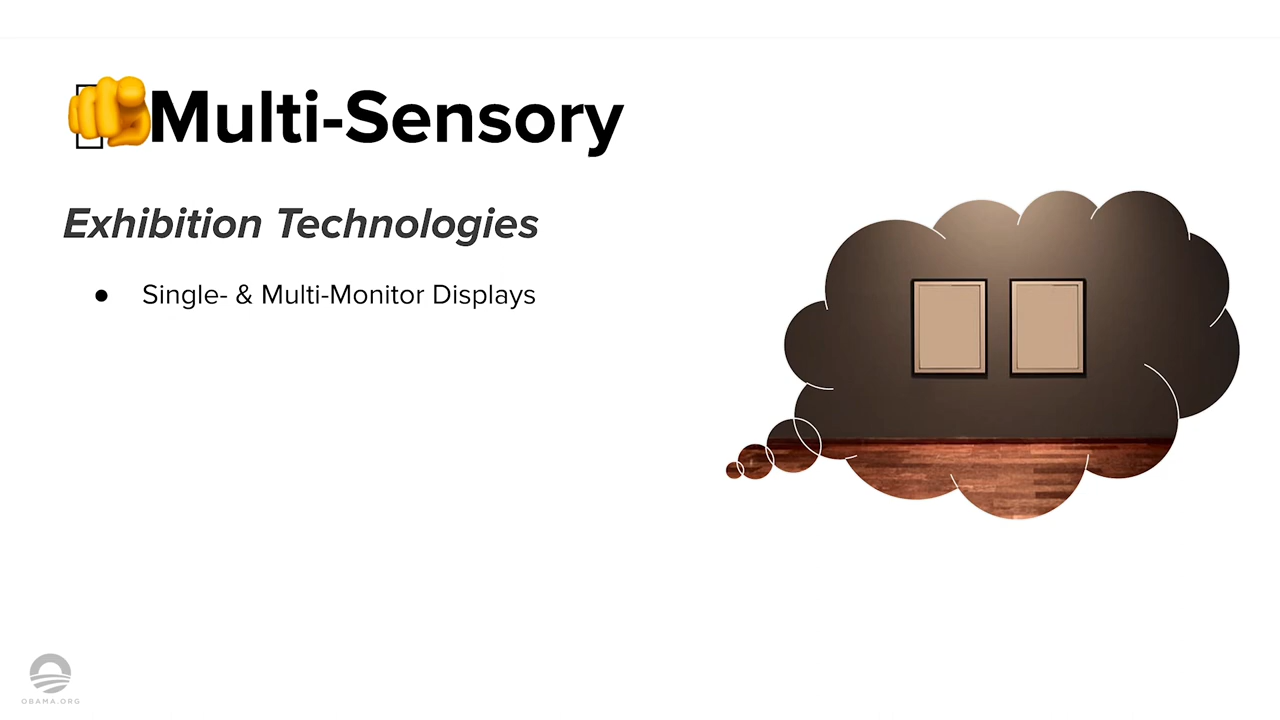 Multi-Sensory
Exhibition Technologies
● Single- & Multi-Monitor Displays
OBAMA.ORG